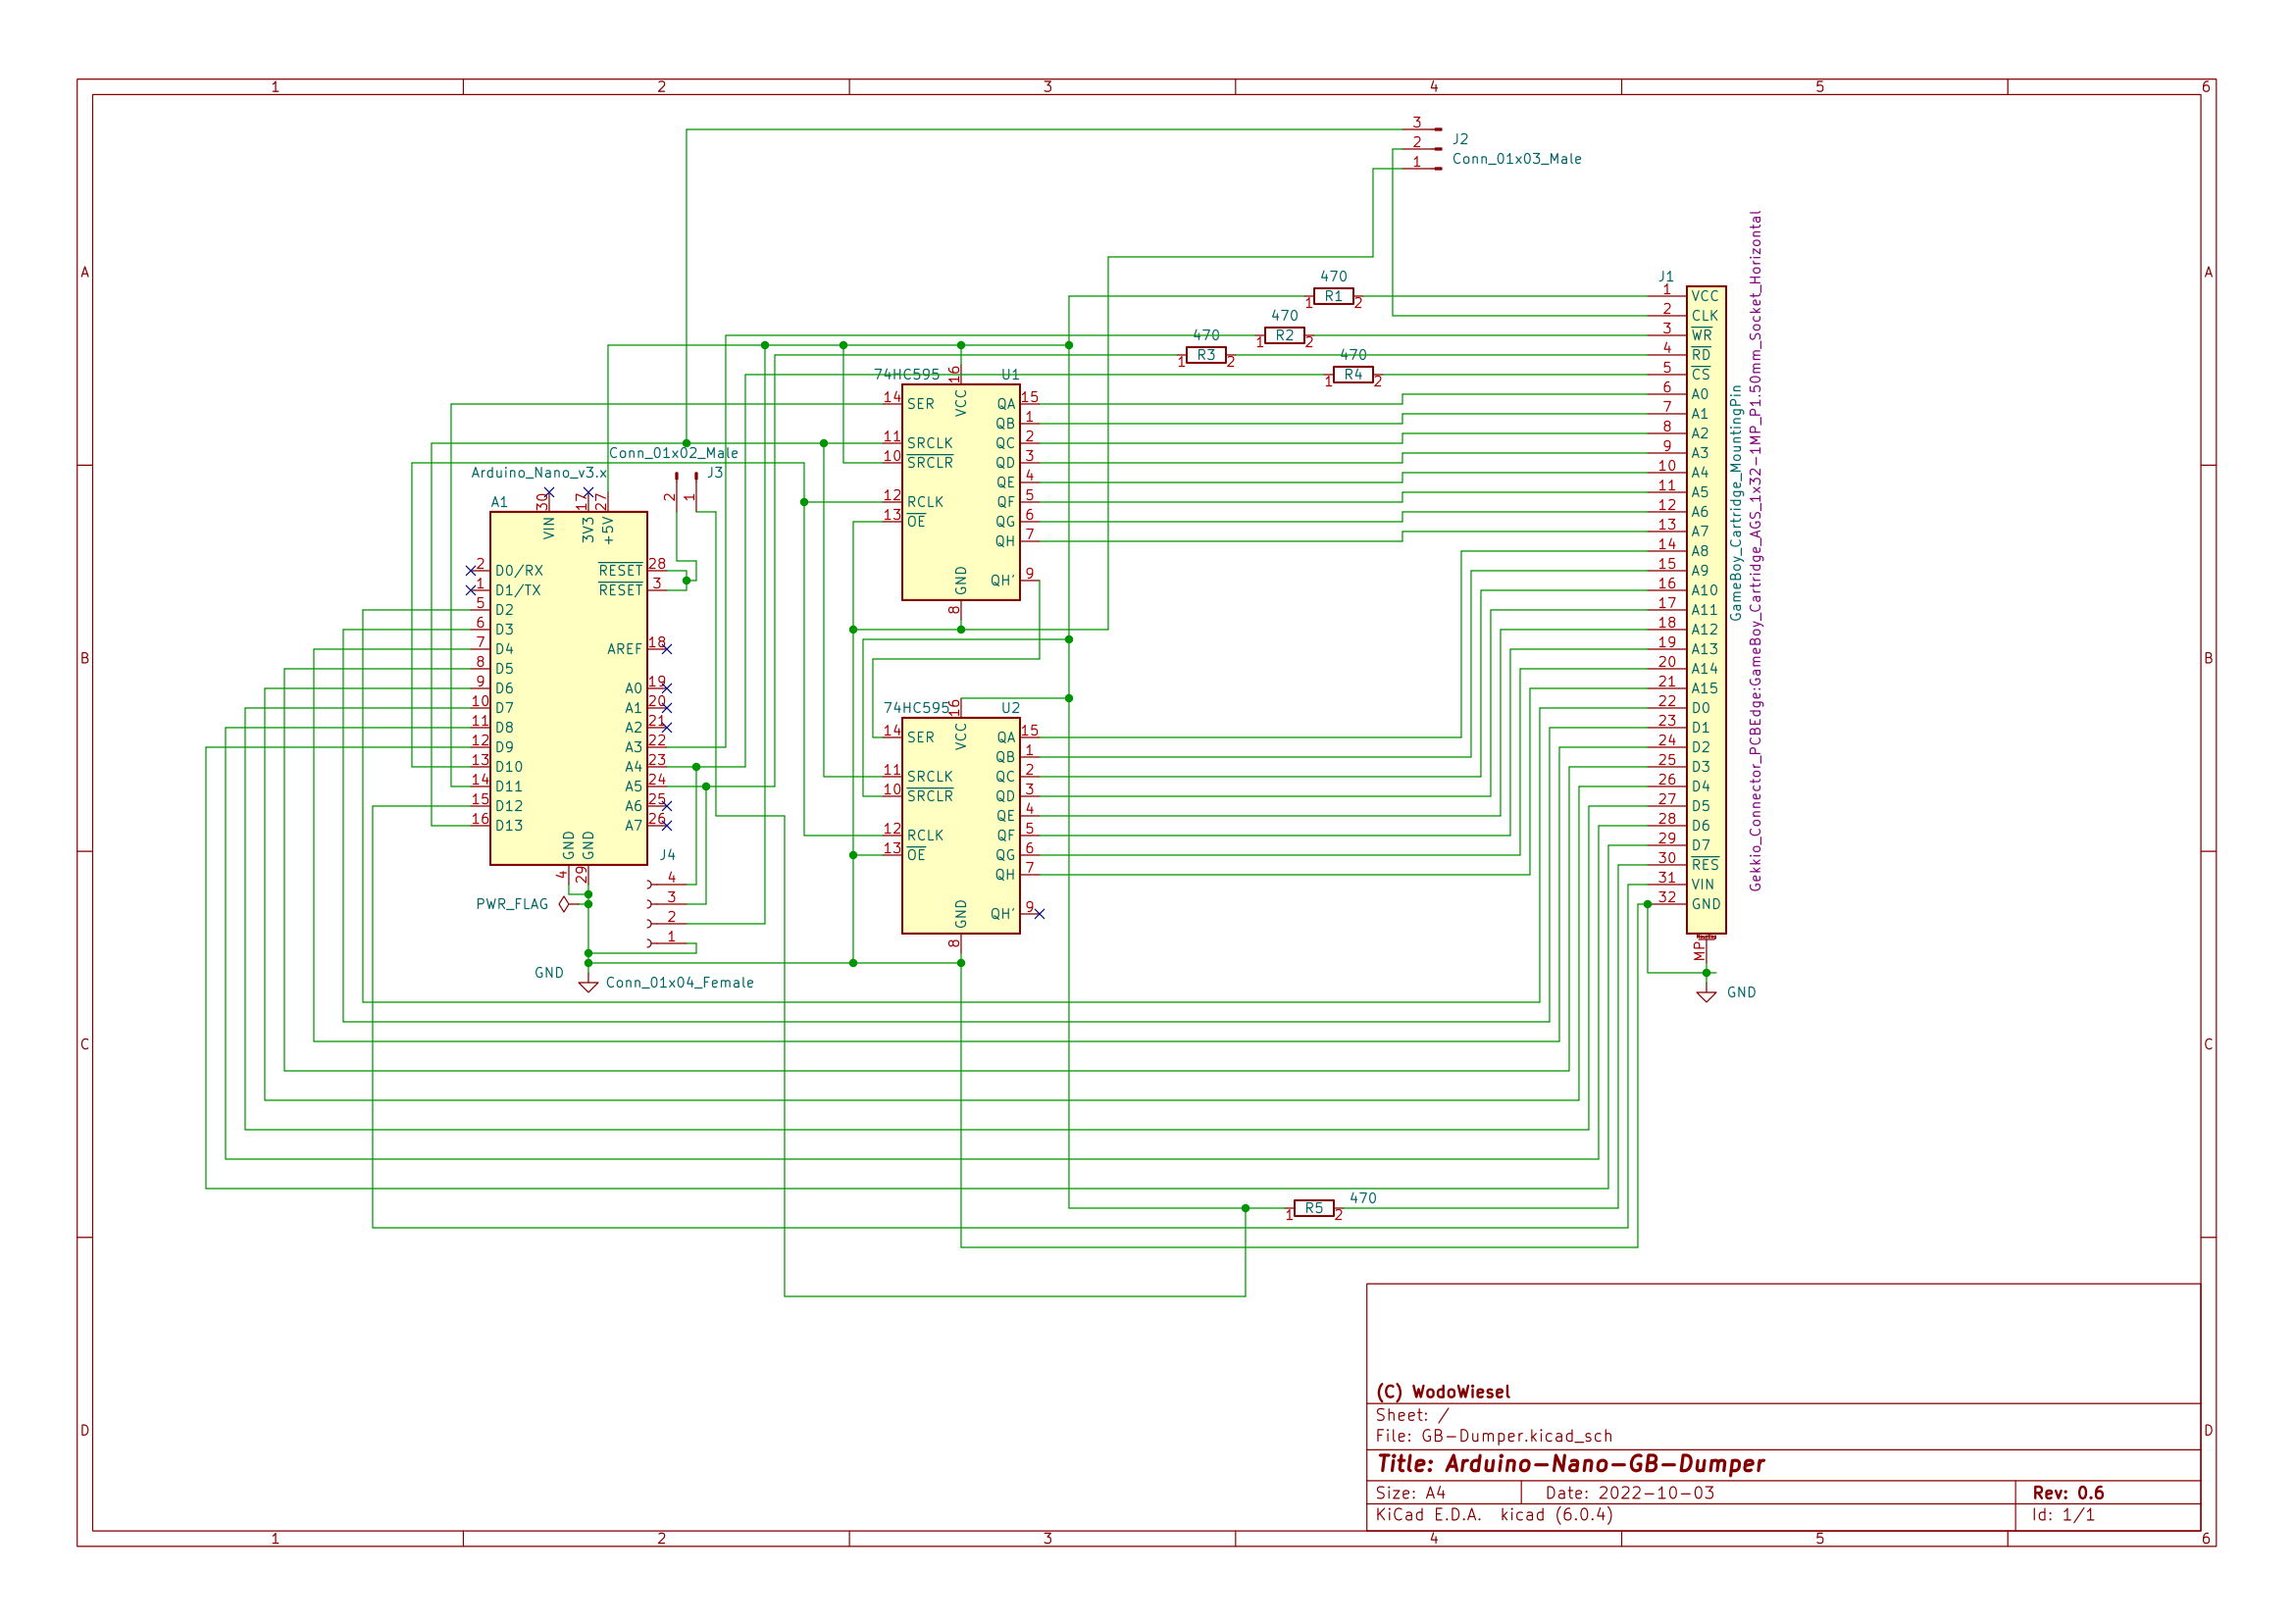 1 2 3 4 5 6
3
2
1
J2
Conn_01x03_Male
A
A
470
R1
1 2
470
R2
1 2
470
R3
1 2
470
R4
1 2
J1
1 VCC
2 CLK
3 WR
4 RD
5 CS
6 A0
7 A1
8 A2
9 A3
10 A4
11 A5
12 A6
13 A7
14 A8
15 A9
16 A10
17 A11
18 A12
19 A13
20 A14
21 A15
22 D0
23 D1
24 D2
25 D3
26 D4
27 D5
28 D6
29 D7
30 RES
31 VIN
32 GND
MP
GameBoy_Cartridge_MountingPin
Gekkio_Connector_PCBEdge:GameBoy_Cartridge_AGS_1x32-1MP_P1.50mm_Socket_Horizontal
GND
74HC595
U1
16 VCC
14 SER
11 SRCLK
10 SRCLR
12 RCLK
13 OE
QA 15
QB 1
QC 2
QD 3
QE 4
QF 5
QG 6
QH 7
QH' 9
GND 8
Conn_01x02_Male
J3
2 1
Arduino_Nano_v3.x
A1
30 VIN
17 3V3
27 +5V
2 D0/RX
1 D1/TX
5 D2
6 D3
7 D4
8 D5
9 D6
10 D7
11 D8
12 D9
13 D10
14 D11
15 D12
16 D13
RESET 28
RESET 3
AREF 18
A0 19
A1 20
A2 21
A3 22
A4 23
A5 24
A6 25
A7 26
GND 4
GND 29
B
B
74HC595
U2
16 VCC
14 SER
11 SRCLK
10 SRCLR
12 RCLK
13 OE
QA 15
QB 1
QC 2
QD 3
QE 4
QF 5
QG 6
QH 7
QH' 9
GND 8
J4
4
3
2
1
PWR_FLAG
GND
Conn_01x04_Female
C
C
470
R5
1 2
D
D
(C) WodoWiesel
Sheet: /
File: GB-Dumper.kicad_sch
Title: Arduino-Nano-GB-Dumper
Size: A4 Date: 2022-10-03 Rev: 0.6
KiCad E.D.A. kicad (6.0.4) Id: 1/1
1 2 3 4 5 6